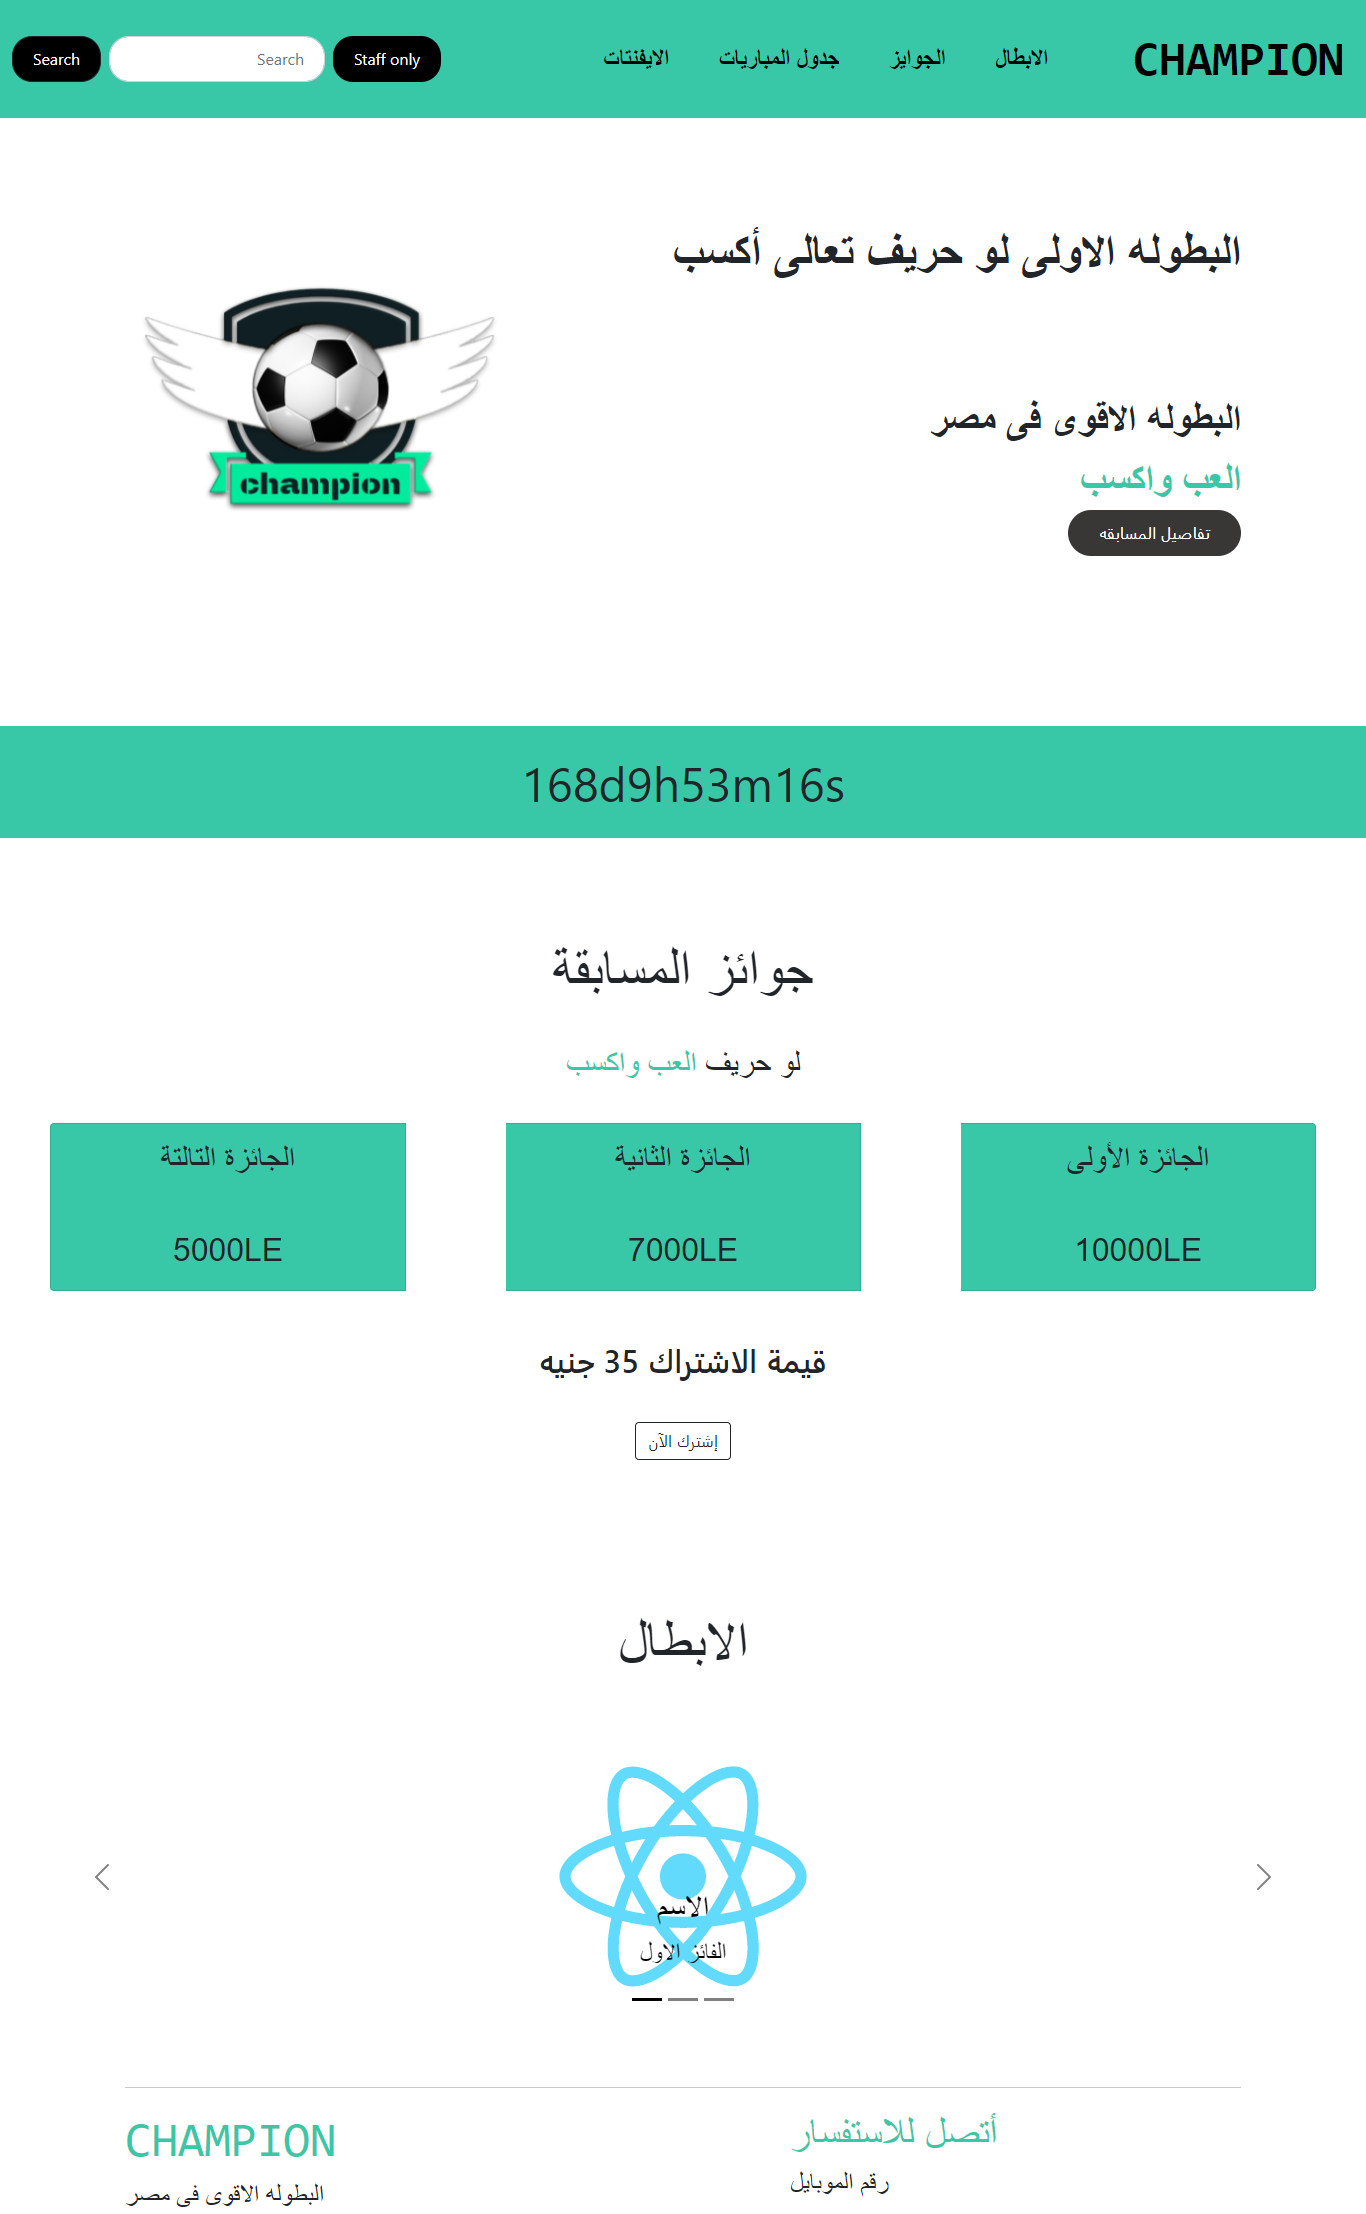 CHAMPION
الابطال
الجوايز
جدول المباريات
الايفنتات
Staff only
Search
Search
البطوله الاولى لو حريف تعالى أكسب
البطوله الاقوى فى مصر
العب واكسب
تفاصيل المسابقه
champion
168d9h53m16s
جوائز المسابقة
لو حريف العب واكسب
الجائزة الأولى
10000LE
الجائزة الثانية
7000LE
الجائزة التالتة
5000LE
قيمة الاشتراك 35 جنيه
إشترك الآن
الابطال
الاسم
الفائز الاول
أتصل للاستفسار
رقم الموبايل
CHAMPION
البطوله الاقوى فى مصر